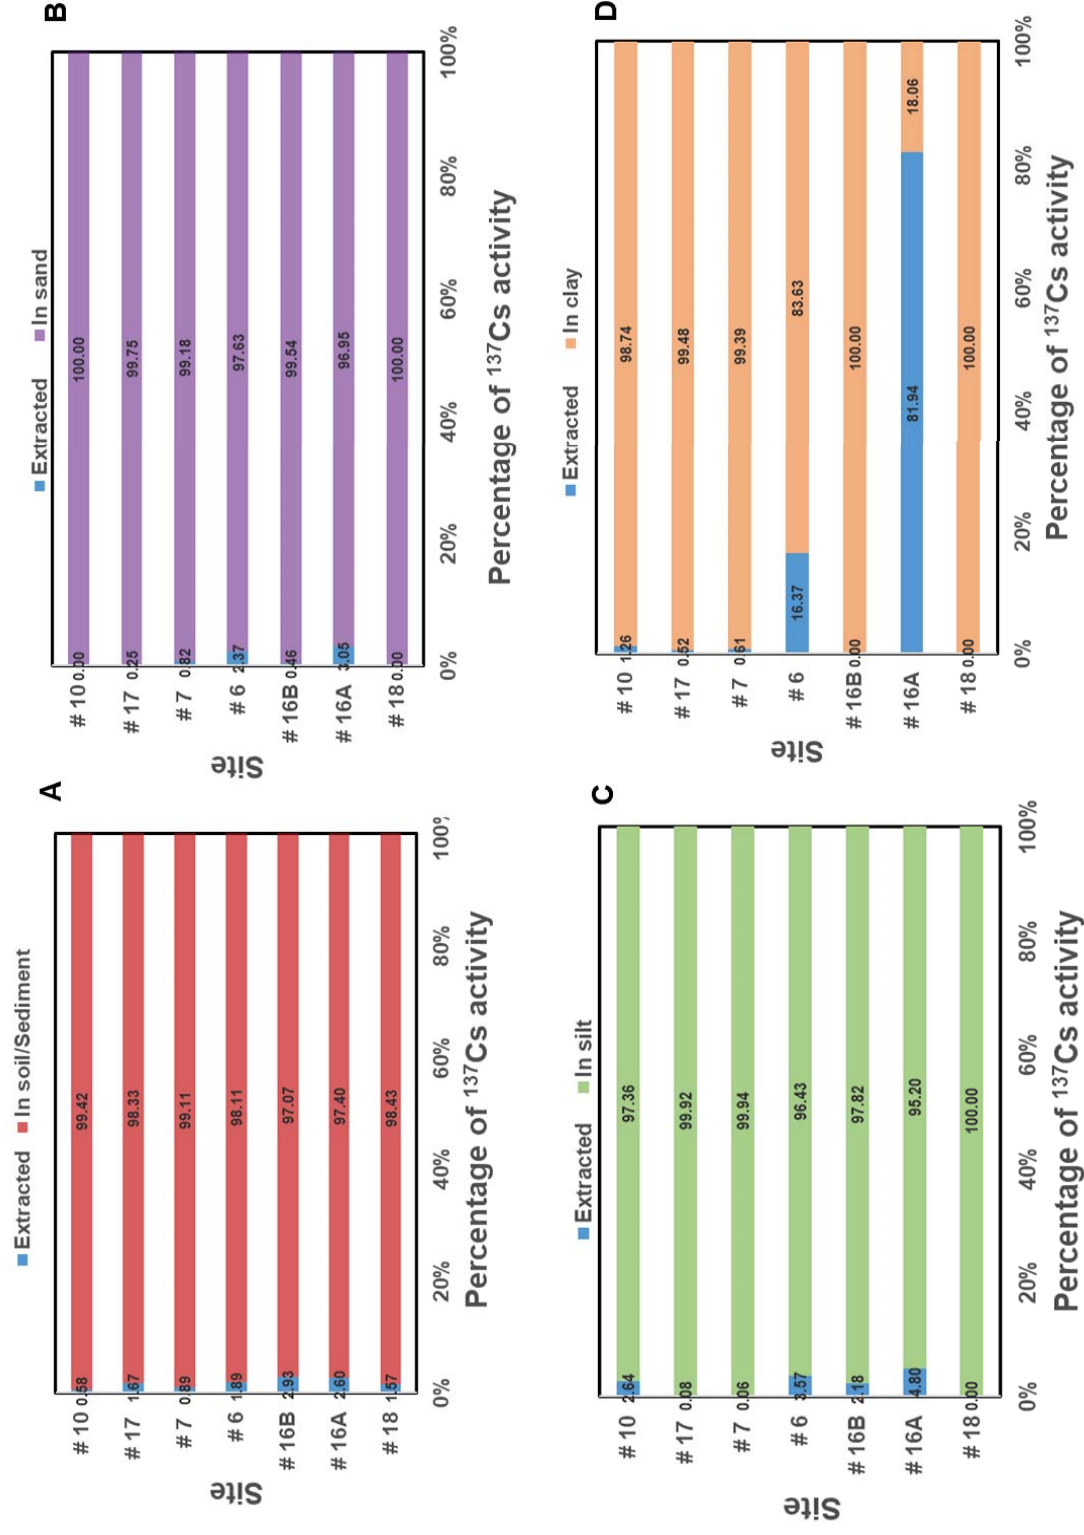 A
Extracted In soil/Sediment
Site
# 10 0.58 99.42
# 17 1.67 98.33
# 7 0.89 99.11
# 6 1.89 98.11
# 16B 2.93 97.07
# 16A 2.60 97.40
# 18 1.57 98.43
0% 20% 40% 60% 80% 100%
Percentage of ¹³⁷Cs activity
B
Extracted In sand
Site
# 10 0.00 100.00
# 17 0.25 99.75
# 7 0.82 99.18
# 6 2.37 97.63
# 16B 0.46 99.54
# 16A 3.05 96.95
# 18 0.00 100.00
0% 20% 40% 60% 80% 100%
Percentage of ¹³⁷Cs activity
C
Extracted In silt
Site
# 10 2.64 97.36
# 17 0.08 99.92
# 7 0.06 99.94
# 6 3.57 96.43
# 16B 2.18 97.82
# 16A 4.80 95.20
# 18 0.00 100.00
0% 20% 40% 60% 80% 100%
Percentage of ¹³⁷Cs activity
D
Extracted In clay
Site
# 10 1.26 98.74
# 17 0.52 99.48
# 7 0.61 99.39
# 6 16.37 83.63
# 16B 0.00 100.00
# 16A 81.94 18.06
# 18 0.00 100.00
0% 20% 40% 60% 80% 100%
Percentage of ¹³⁷Cs activity